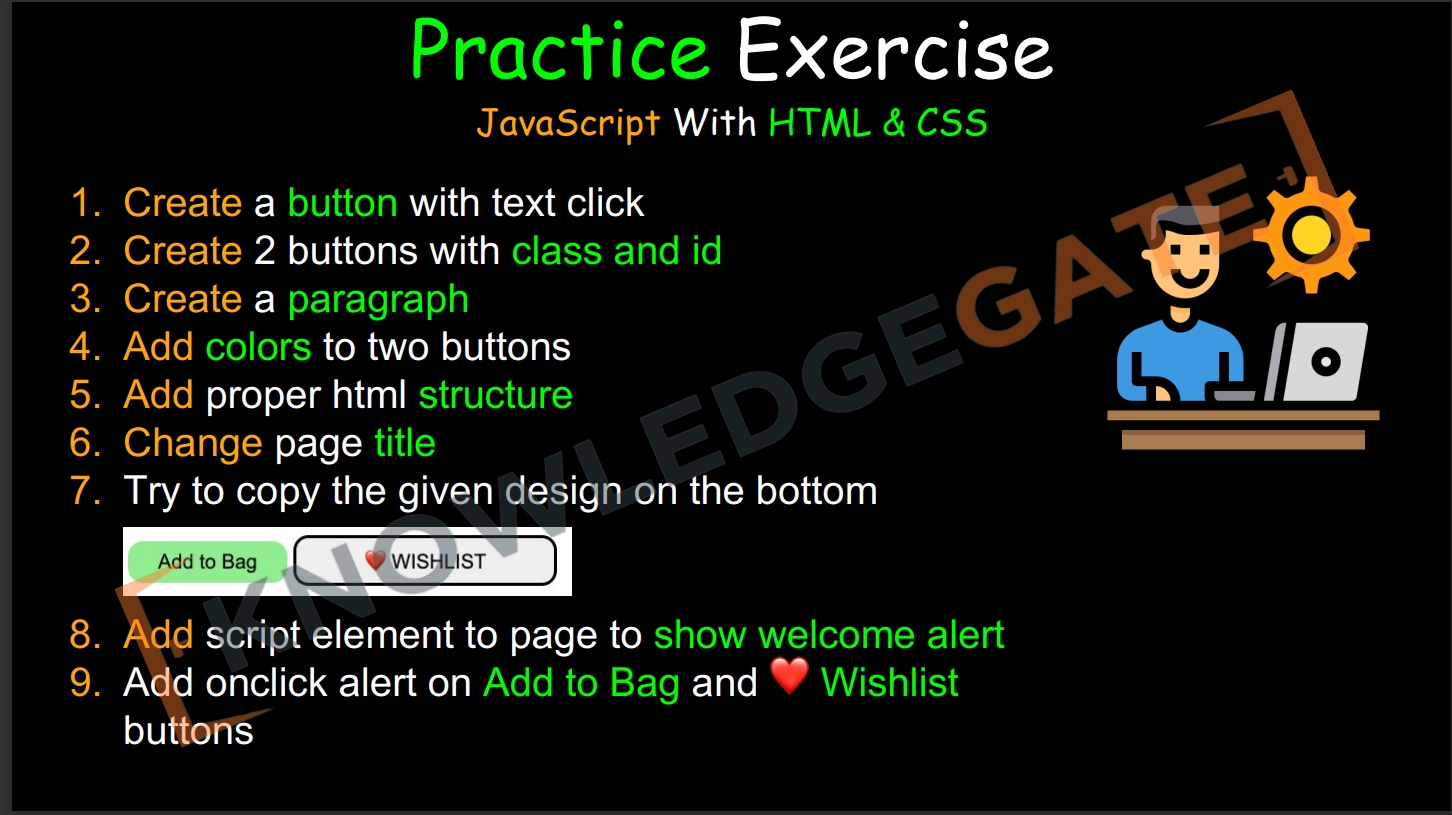 Practice Exercise
JavaScript With HTML & CSS
1. Create a button with text click
2. Create 2 buttons with class and id
3. Create a paragraph
4. Add colors to two buttons
5. Add proper html structure
6. Change page title
7. Try to copy the given design on the bottom
Add to Bag ❤️ WISHLIST
8. Add script element to page to show welcome alert
9. Add onclick alert on Add to Bag and ❤️ Wishlist
buttons
KNOWLEDGEGATE